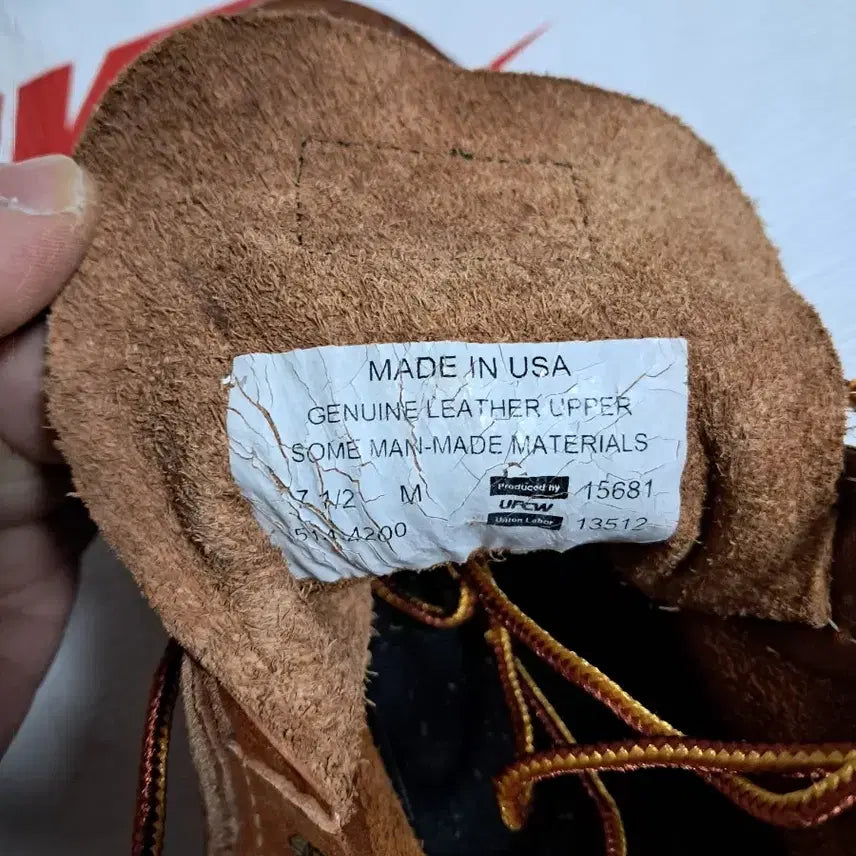 MADE IN USA
GENUINE LEATHER UPPER
SOME MAN-MADE MATERIALS
7 1/2 M Produced by 15681
UFCW
514-4200 Union Labor 13512